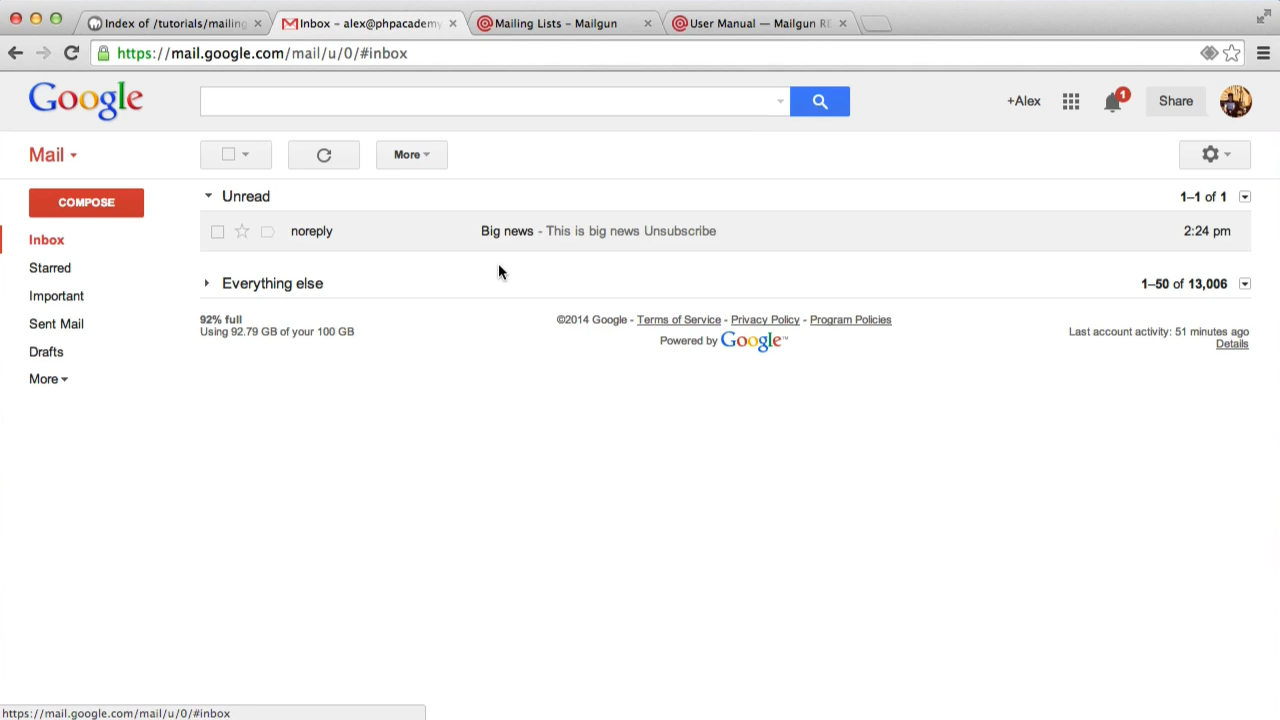 Index of /tutorials/mailing
Inbox – alex@phpacademy
Mailing Lists – Mailgun
User Manual — Mailgun RE
https://mail.google.com/mail/u/0/#inbox
Google
+Alex
1
Share
Mail
More
COMPOSE
Unread
1–1 of 1
noreply
Big news - This is big news Unsubscribe
2:24 pm
Inbox
Starred
Important
Sent Mail
Drafts
More
Everything else
1–50 of 13,006
92% full
Using 92.79 GB of your 100 GB
©2014 Google - Terms of Service - Privacy Policy - Program Policies
Powered by Google™
Last account activity: 51 minutes ago
Details
https://mail.google.com/mail/u/0/#inbox